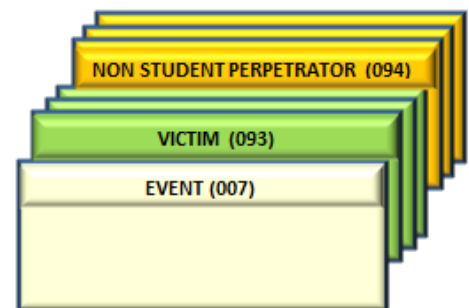 NON STUDENT PERPETRATOR (094)
VICTIM (093)
EVENT (007)